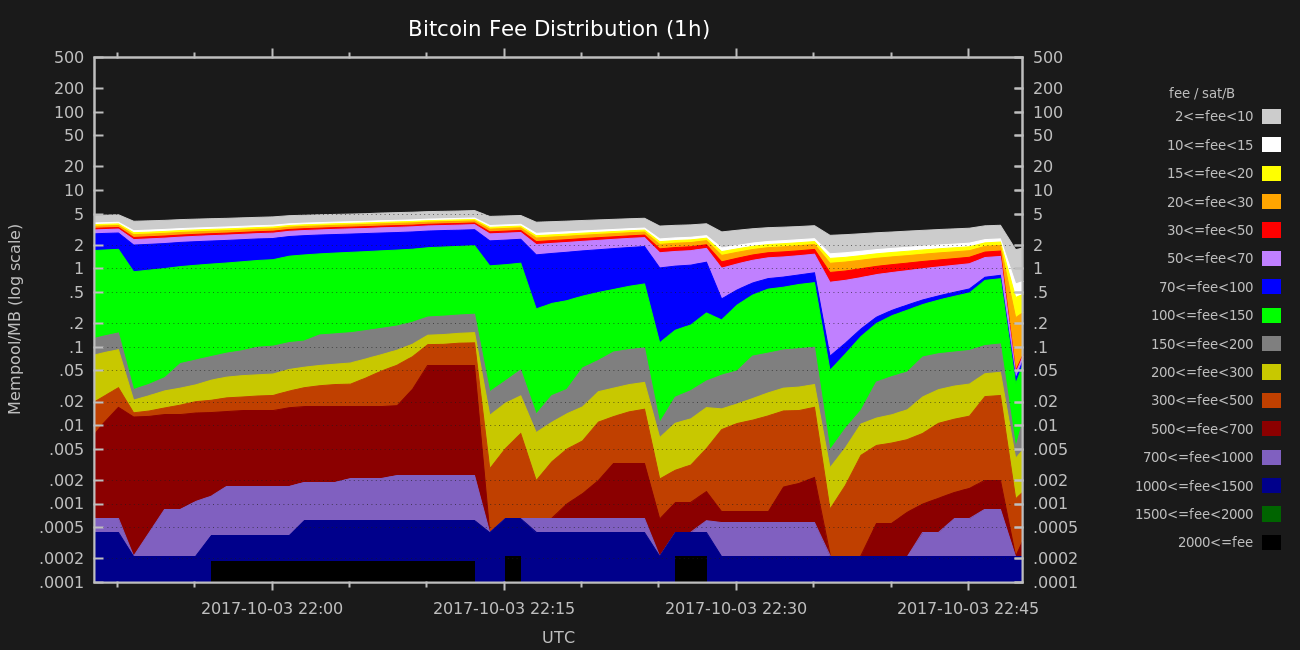 Bitcoin Fee Distribution (1h)
Mempool/MB (log scale)
500
200
100
50
20
10
5
2
1
.5
.2
.1
.05
.02
.01
.005
.002
.001
.0005
.0002
.0001
500
200
100
50
20
10
5
2
1
.5
.2
.1
.05
.02
.01
.005
.002
.001
.0005
.0002
.0001
2017-10-03 22:00
2017-10-03 22:15
2017-10-03 22:30
2017-10-03 22:45
UTC
fee / sat/B
2<=fee<10
10<=fee<15
15<=fee<20
20<=fee<30
30<=fee<50
50<=fee<70
70<=fee<100
100<=fee<150
150<=fee<200
200<=fee<300
300<=fee<500
500<=fee<700
700<=fee<1000
1000<=fee<1500
1500<=fee<2000
2000<=fee